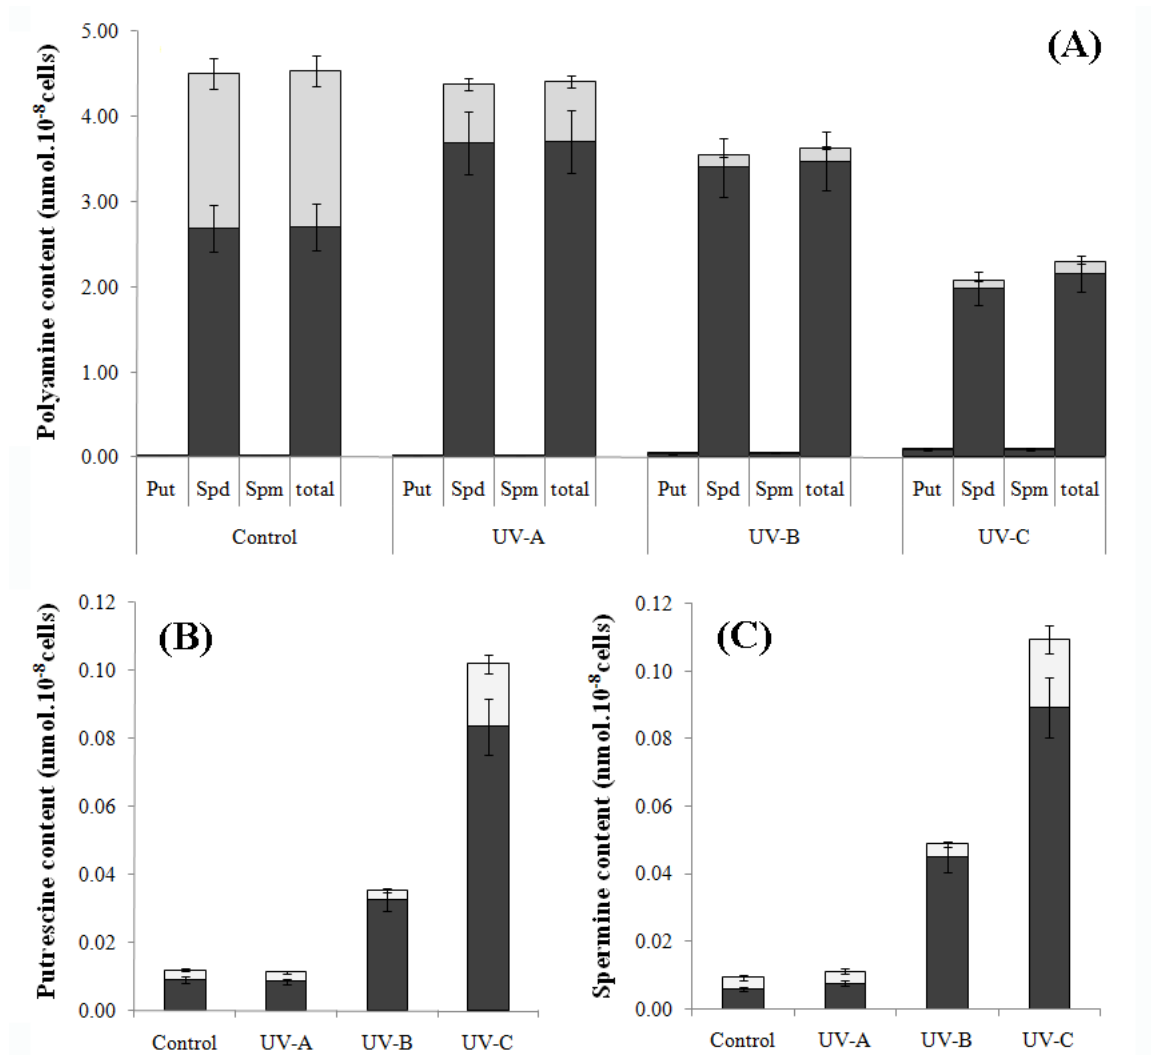 (A)
Polyamine content (nmol.10⁻⁸cells)
5.00
4.00
3.00
2.00
1.00
0.00
Put Spd Spm total Put Spd Spm total Put Spd Spm total Put Spd Spm total
Control UV-A UV-B UV-C
(B)
Putrescine content (nmol.10⁻⁸cells)
0.12
0.10
0.08
0.06
0.04
0.02
0.00
Control UV-A UV-B UV-C
(C)
Spermine content (nmol.10⁻⁸cells)
0.12
0.10
0.08
0.06
0.04
0.02
0.00
Control UV-A UV-B UV-C